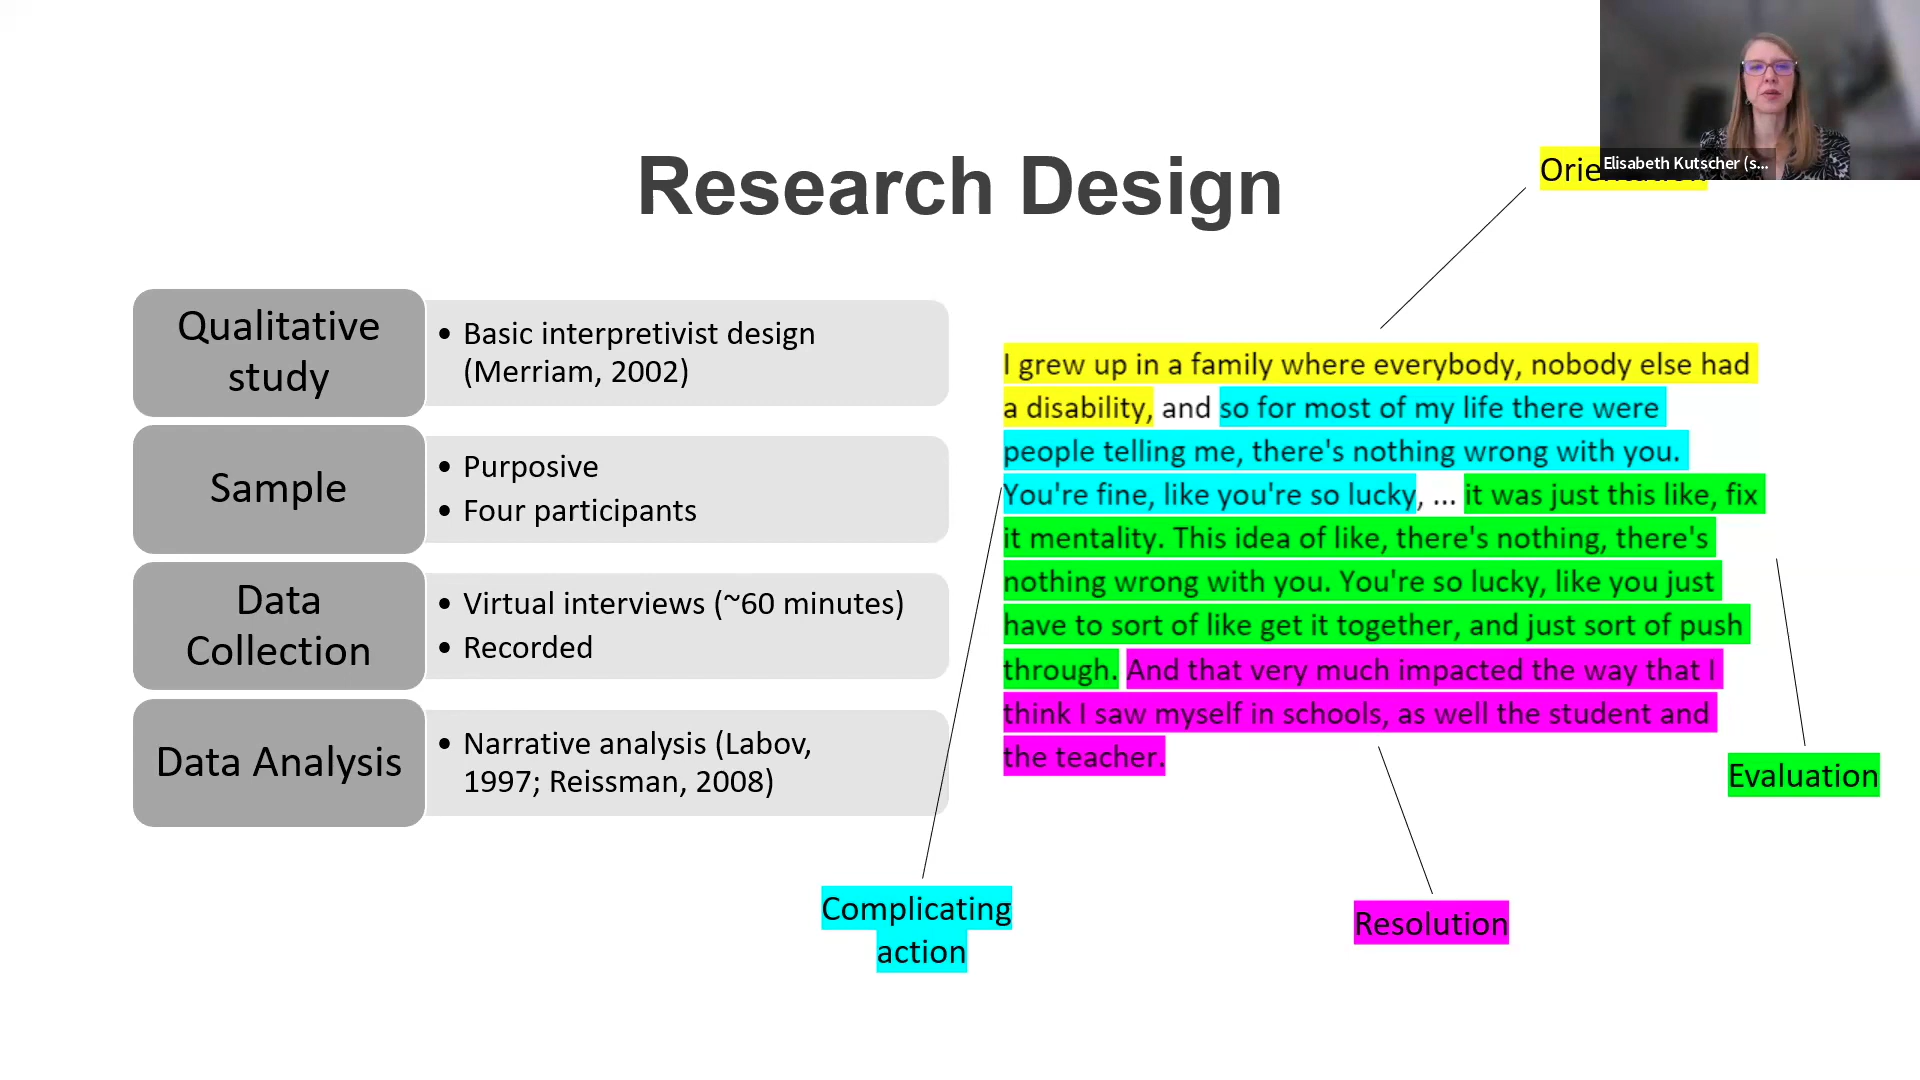 Elisabeth Kutscher (s...
Research Design
Qualitative
study
• Basic interpretivist design
(Merriam, 2002)
Sample
• Purposive
• Four participants
Data
Collection
• Virtual interviews (~60 minutes)
• Recorded
Data Analysis
• Narrative analysis (Labov,
1997; Reissman, 2008)
I grew up in a family where everybody, nobody else had
a disability, and so for most of my life there were
people telling me, there's nothing wrong with you.
You're fine, like you're so lucky, ... it was just this like, fix
it mentality. This idea of like, there's nothing, there's
nothing wrong with you. You're so lucky, like you just
have to sort of like get it together, and just sort of push
through. And that very much impacted the way that I
think I saw myself in schools, as well the student and
the teacher.
Evaluation
Complicating
action
Resolution